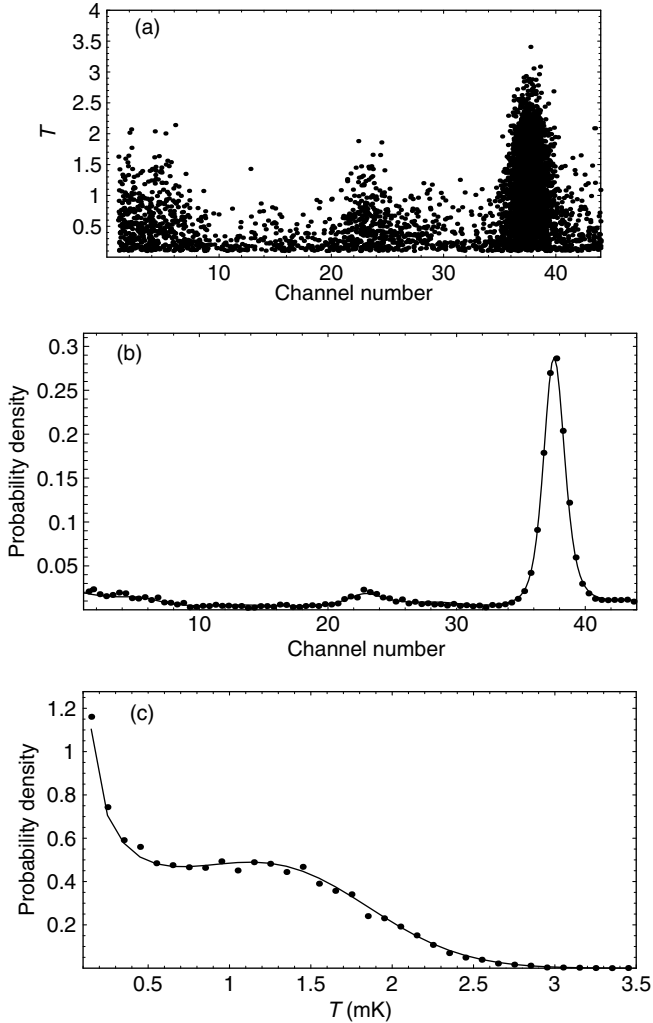 (a)
4
3.5
3
2.5
2
1.5
1
0.5
T
10 20 30 40
Channel number
(b)
0.3
0.25
0.2
0.15
0.1
0.05
Probability density
10 20 30 40
Channel number
(c)
1.2
1
0.8
0.6
0.4
0.2
Probability density
0.5 1 1.5 2 2.5 3 3.5
T (mK)